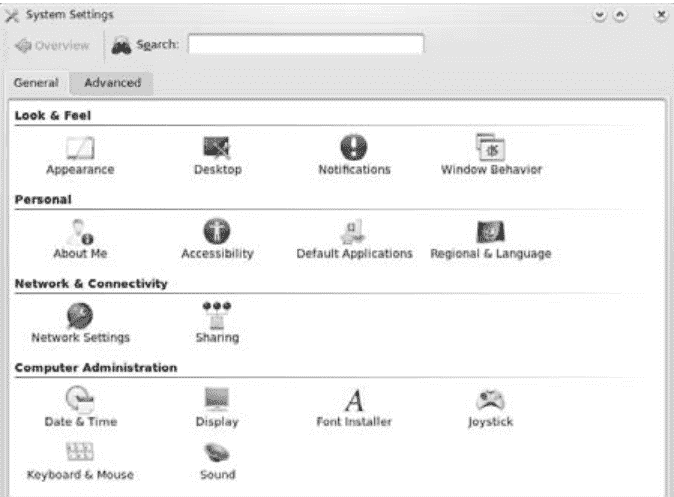 System Settings
Overview Search:
General Advanced
Look & Feel
Appearance Desktop Notifications Window Behavior
Personal
About Me Accessibility Default Applications Regional & Language
Network & Connectivity
Network Settings Sharing
Computer Administration
Date & Time Display Font Installer Joystick
Keyboard & Mouse Sound